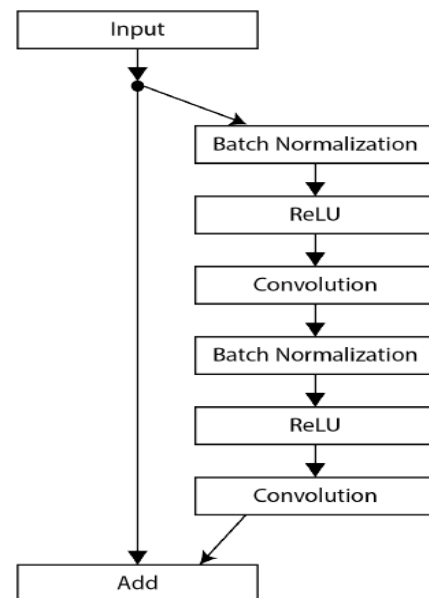 Input
Batch Normalization
ReLU
Convolution
Batch Normalization
ReLU
Convolution
Add